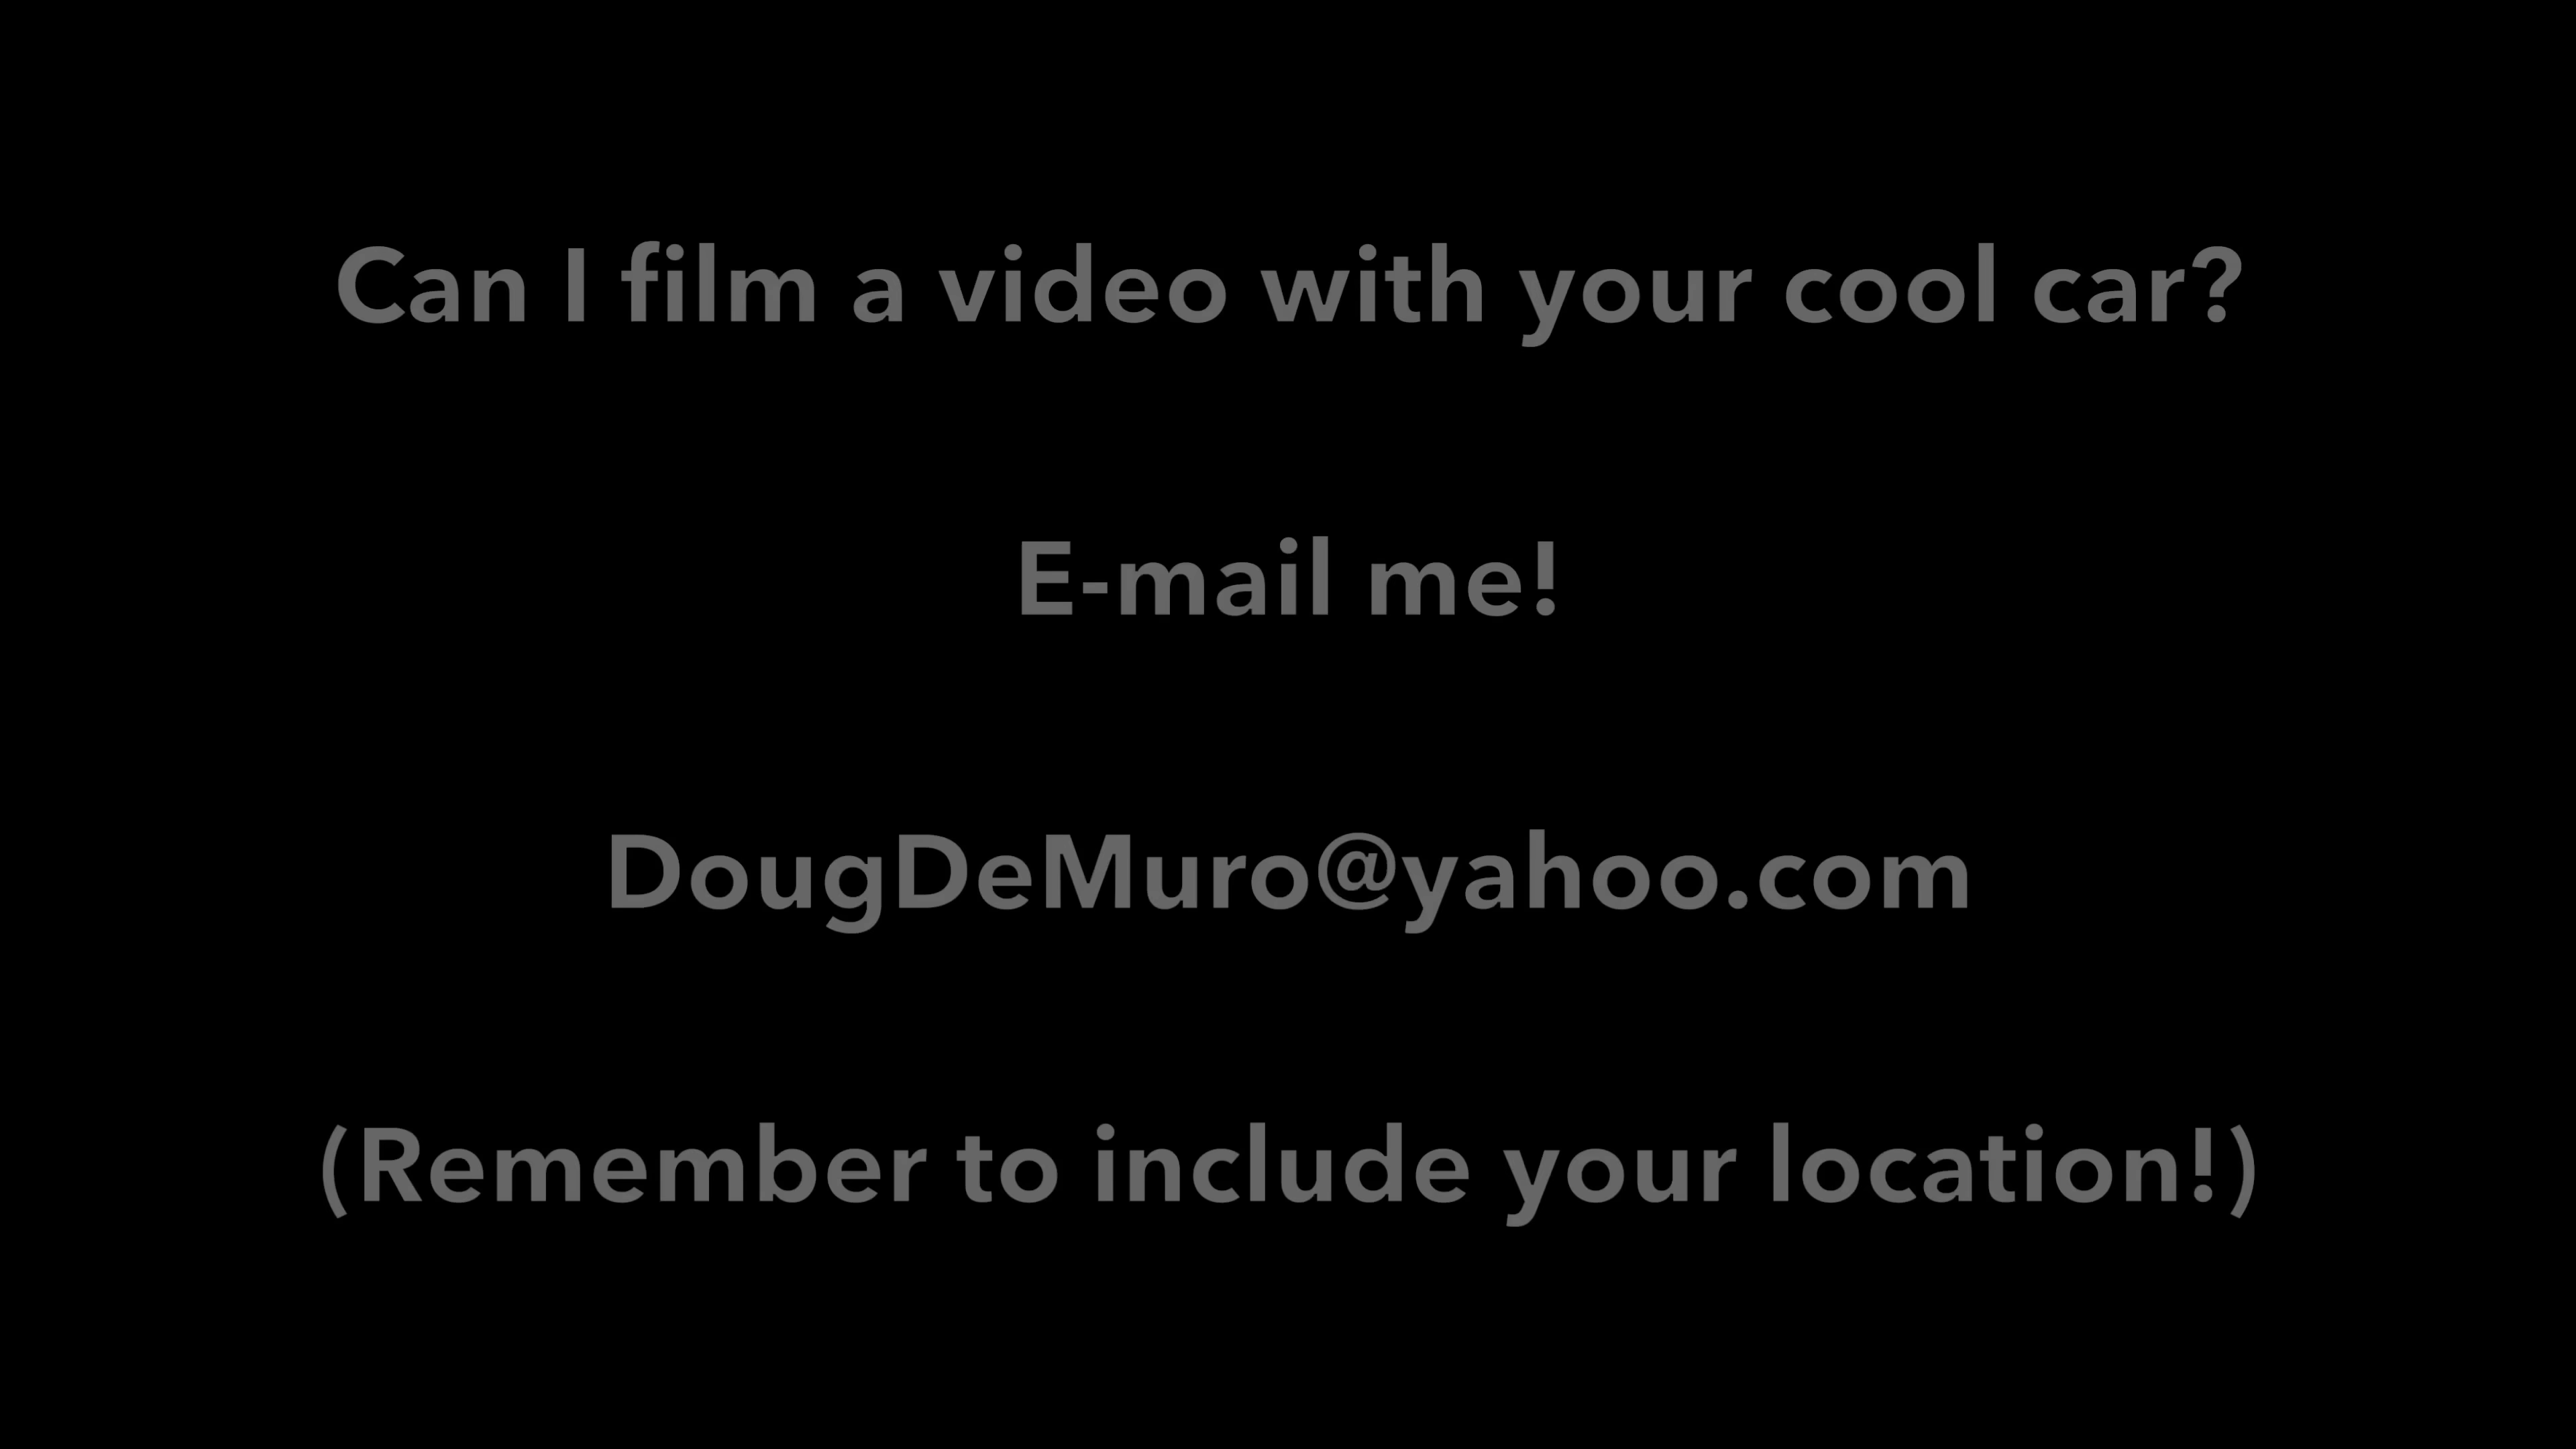 Can I film a video with your cool car?
E-mail me!
DougDeMuro@yahoo.com
(Remember to include your location!)